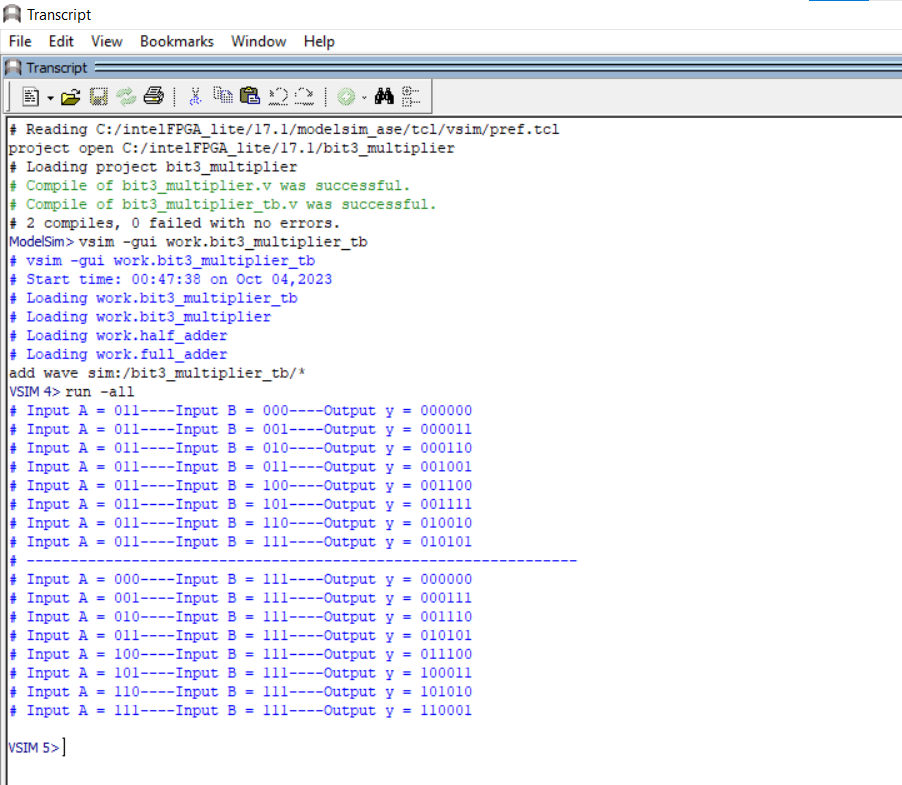 Transcript
File Edit View Bookmarks Window Help
Transcript
# Reading C:/intelFPGA_lite/17.1/modelsim_ase/tcl/vsim/pref.tcl
project open C:/intelFPGA_lite/17.1/bit3_multiplier
# Loading project bit3_multiplier
# Compile of bit3_multiplier.v was successful.
# Compile of bit3_multiplier_tb.v was successful.
# 2 compiles, 0 failed with no errors.
ModelSim> vsim -gui work.bit3_multiplier_tb
# vsim -gui work.bit3_multiplier_tb
# Start time: 00:47:38 on Oct 04,2023
# Loading work.bit3_multiplier_tb
# Loading work.bit3_multiplier
# Loading work.half_adder
# Loading work.full_adder
add wave sim:/bit3_multiplier_tb/*
VSIM 4> run -all
# Input A = 011----Input B = 000----Output y = 000000
# Input A = 011----Input B = 001----Output y = 000011
# Input A = 011----Input B = 010----Output y = 000110
# Input A = 011----Input B = 011----Output y = 001001
# Input A = 011----Input B = 100----Output y = 001100
# Input A = 011----Input B = 101----Output y = 001111
# Input A = 011----Input B = 110----Output y = 010010
# Input A = 011----Input B = 111----Output y = 010101
# ---------------------------------------------------------------
# Input A = 000----Input B = 111----Output y = 000000
# Input A = 001----Input B = 111----Output y = 000111
# Input A = 010----Input B = 111----Output y = 001110
# Input A = 011----Input B = 111----Output y = 010101
# Input A = 100----Input B = 111----Output y = 011100
# Input A = 101----Input B = 111----Output y = 100011
# Input A = 110----Input B = 111----Output y = 101010
# Input A = 111----Input B = 111----Output y = 110001
VSIM 5>